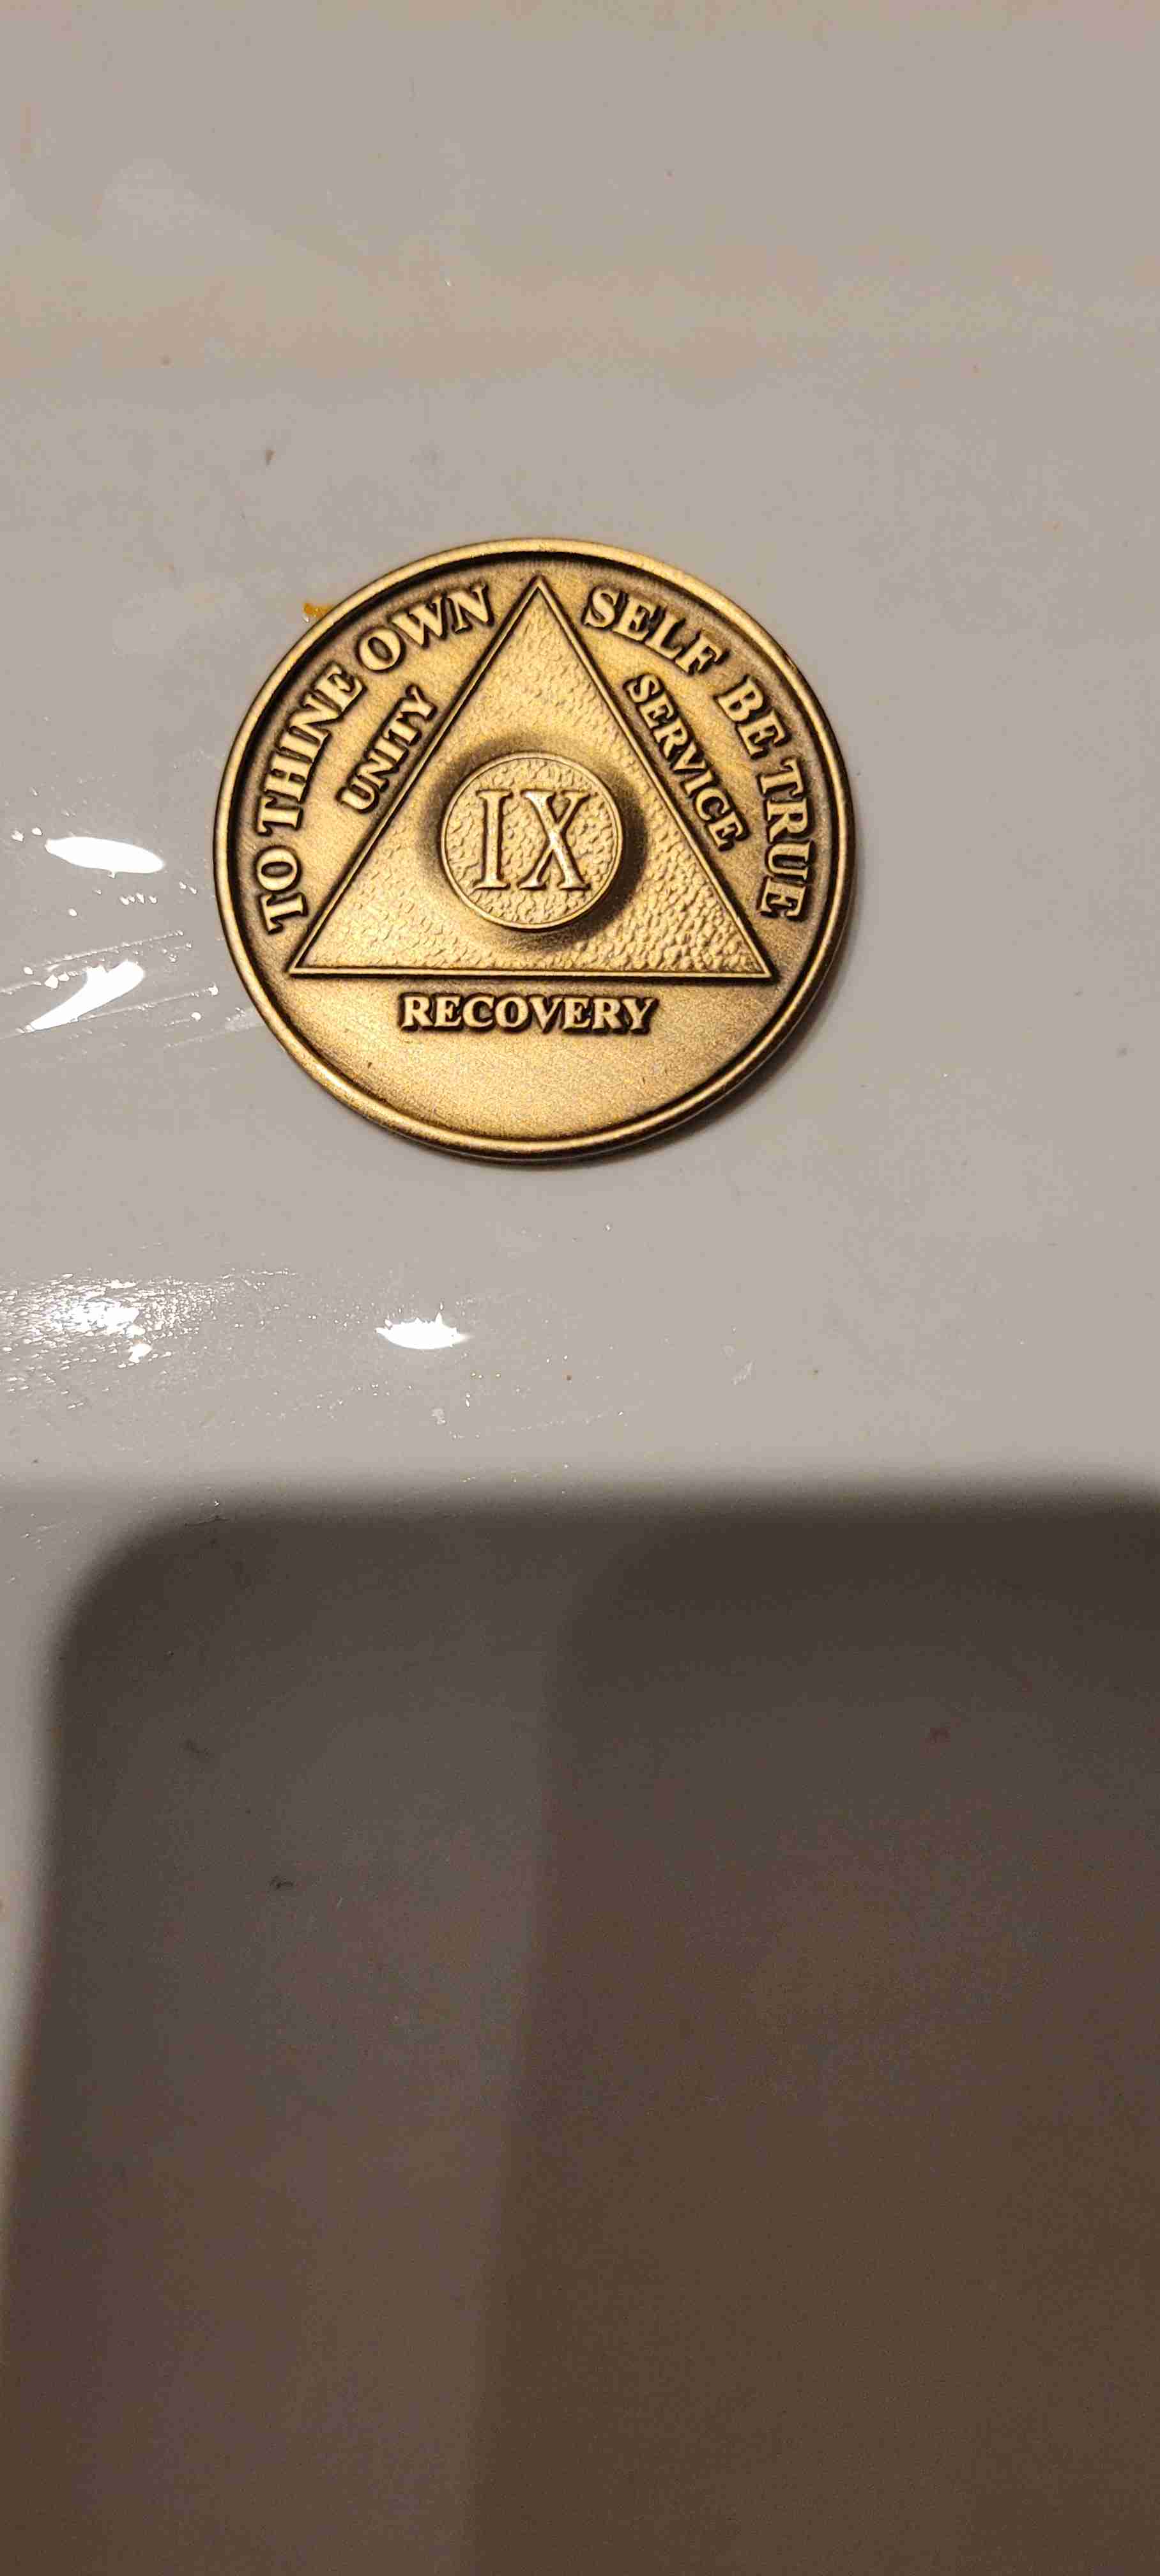 TO THINE OWN SELF BE TRUE
UNITY
SERVICE
IX
RECOVERY